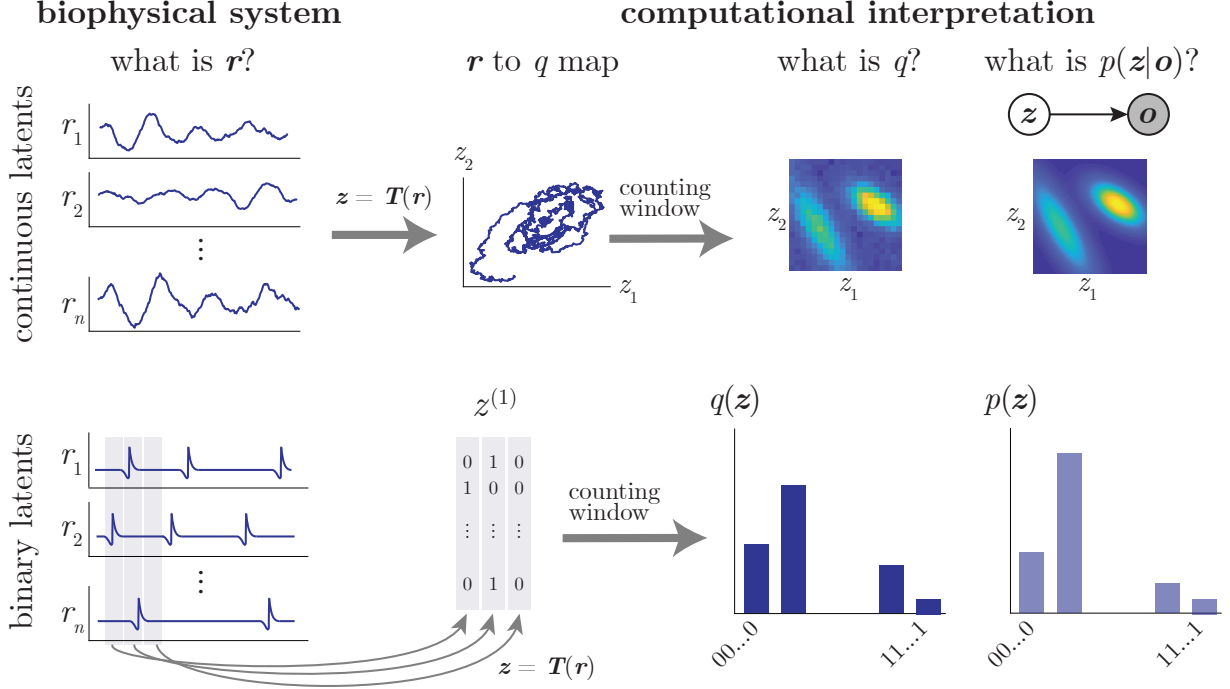 biophysical system
computational interpretation
what is r?
r to q map
what is q?
what is p(z|o)?
continuous latents
r1
r2
⋮
rn
z = T(r)
z2
z1
counting
window
z2
z1
z
o
z2
z1
binary latents
r1
r2
⋮
rn
z(1)
0 1 0
1 0 0
⋮ ⋮ ⋮
0 1 0
z = T(r)
counting
window
q(z)
00...0
11...1
p(z)
00...0
11...1